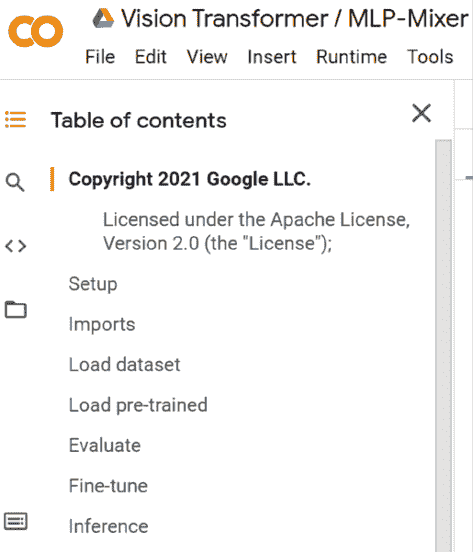 Vision Transformer / MLP-Mixer
File Edit View Insert Runtime Tools
Table of contents
Copyright 2021 Google LLC.
Licensed under the Apache License,
Version 2.0 (the "License");
Setup
Imports
Load dataset
Load pre-trained
Evaluate
Fine-tune
Inference